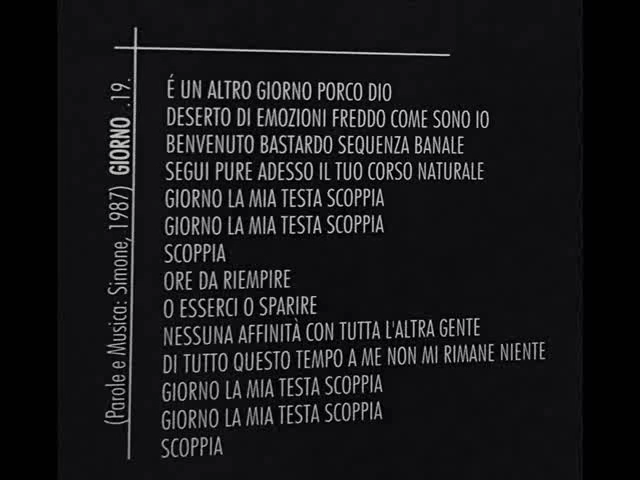 (Parole e Musica: Simone, 1987) GIORNO .19.
É UN ALTRO GIORNO PORCO DIO
DESERTO DI EMOZIONI FREDDO COME SONO IO
BENVENUTO BASTARDO SEQUENZA BANALE
SEGUI PURE ADESSO IL TUO CORSO NATURALE
GIORNO LA MIA TESTA SCOPPIA
GIORNO LA MIA TESTA SCOPPIA
SCOPPIA
ORE DA RIEMPIRE
O ESSERCI O SPARIRE
NESSUNA AFFINITÀ CON TUTTA L'ALTRA GENTE
DI TUTTO QUESTO TEMPO A ME NON MI RIMANE NIENTE
GIORNO LA MIA TESTA SCOPPIA
GIORNO LA MIA TESTA SCOPPIA
SCOPPIA